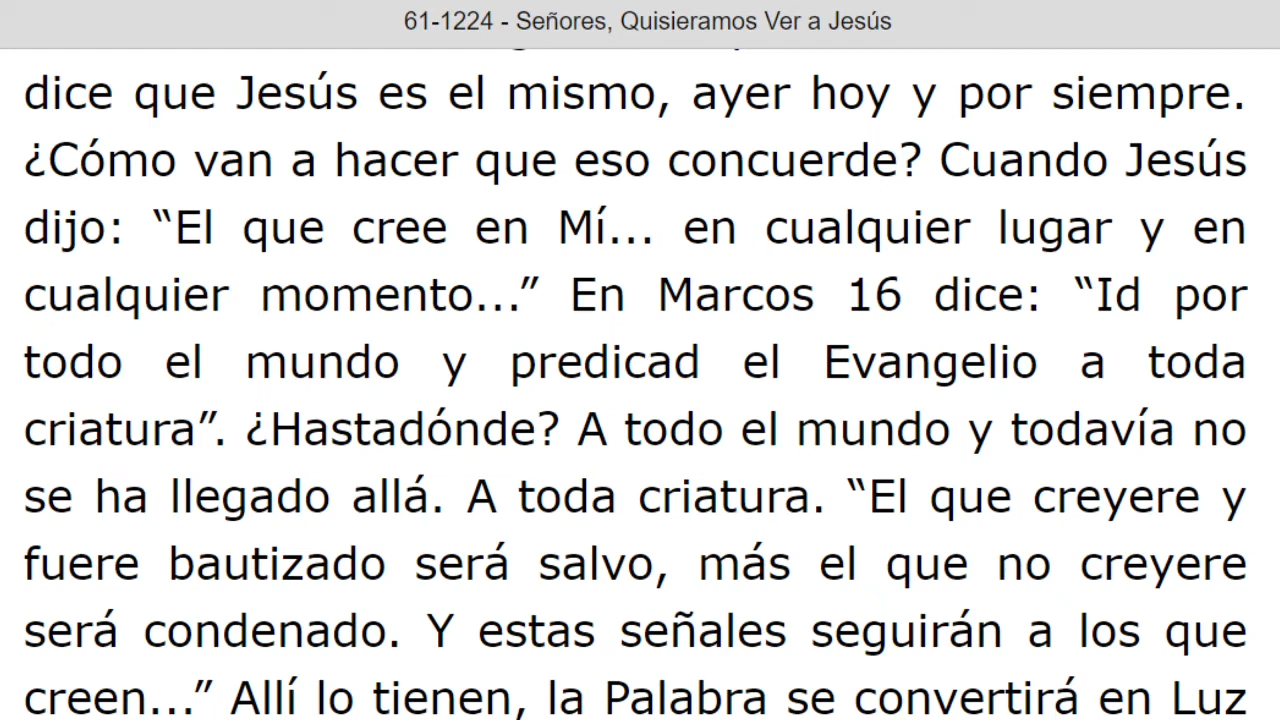 61-1224 - Señores, Quisieramos Ver a Jesús
dice que Jesús es el mismo, ayer hoy y por siempre.
¿Cómo van a hacer que eso concuerde? Cuando Jesús
dijo: “El que cree en Mí... en cualquier lugar y en
cualquier momento...” En Marcos 16 dice: “Id por
todo el mundo y predicad el Evangelio a toda
criatura”. ¿Hastadónde? A todo el mundo y todavía no
se ha llegado allá. A toda criatura. “El que creyere y
fuere bautizado será salvo, más el que no creyere
será condenado. Y estas señales seguirán a los que
creen...” Allí lo tienen, la Palabra se convertirá en Luz